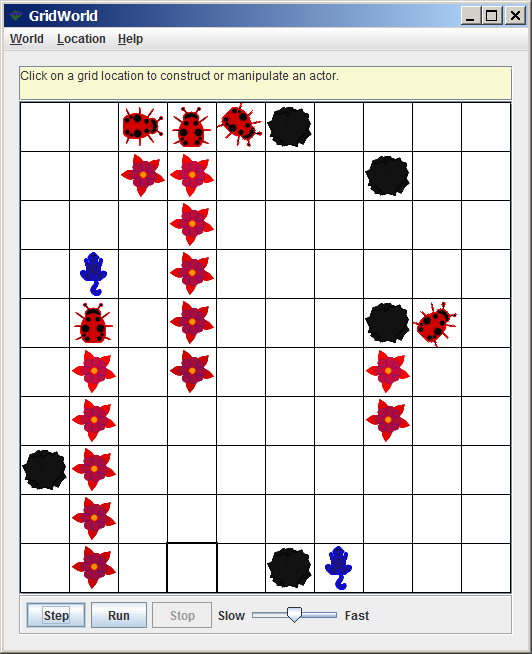 GridWorld
World Location Help
Click on a grid location to construct or manipulate an actor.
Step Run Stop Slow Fast